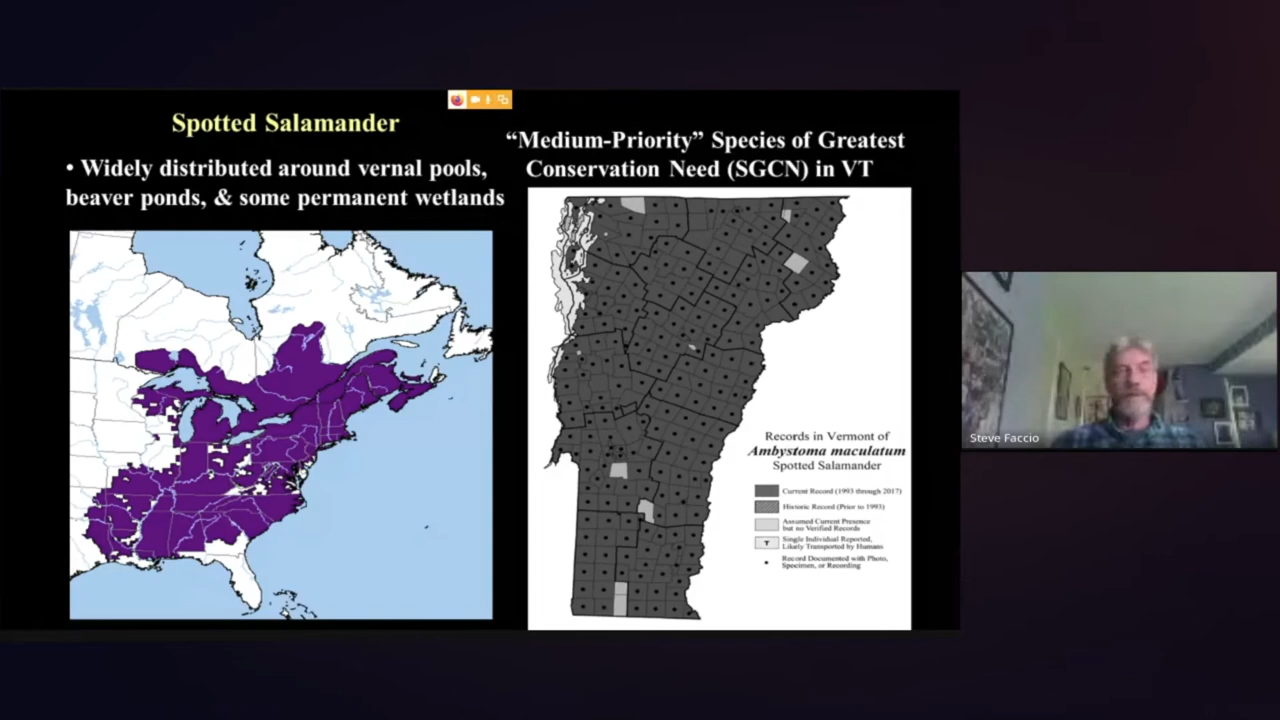 Spotted Salamander
• Widely distributed around vernal pools,
beaver ponds, & some permanent wetlands
“Medium-Priority” Species of Greatest
Conservation Need (SGCN) in VT
Records in Vermont of
Ambystoma maculatum
Spotted Salamander
Current Record (1993 through 2017)
Historic Record (Prior to 1993)
Assumed Current Presence
but no Verified Records
T
Single Individual Reported,
Likely Transported by Humans
Record Documented with Photo,
Specimen, or Recording
Steve Faccio